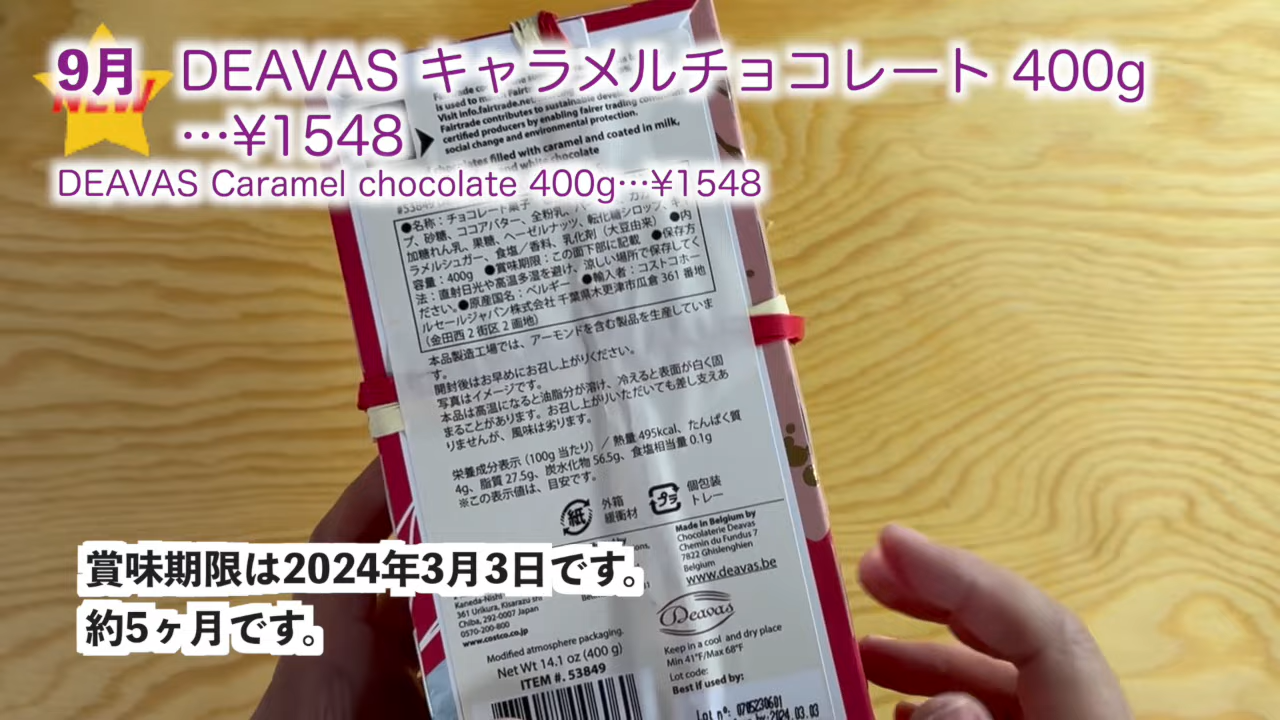 9月 DEAVAS キャラメルチョコレート 400g
…¥1548
DEAVAS Caramel chocolate 400g…¥1548
NEW
is used to
Visit info.fairtrade.net
Fairtrade contributes to sustainable
certified producers by enabling fairer trading
social change and environmental protection.
filled with caramel and coated in milk,
and white chocolate
#53849
●名称：チョコレート菓子
砂糖、ココアバター、全粉乳、
加糖れん乳、果糖、ヘーゼルナッツ、転化糖シロップ、
ラメルシュガー、食塩／香料、乳化剤（大豆由来） ●内
容量：400g ●賞味期限：この面下部に記載 ●保存方
法：直射日光や高温多湿を避け、涼しい場所で保存してく
ださい。●原産国名：ベルギー ●輸入者：コストコホー
ルセールジャパン株式会社 千葉県木更津市瓜倉 361 番地
（金田西 2 街区 2 画地）
本品製造工場では、アーモンドを含む製品を生産していま
す。
開封後はお早めにお召し上がりください。
写真はイメージです。
本品は高温になると油脂分が溶け、冷えると表面が白く固
まることがあります。お召し上がりいただいても差し支えあ
りませんが、風味は劣ります。
栄養成分表示（100g 当たり）／ 熱量 495kcal、たんぱく質
4g、脂質 27.5g、炭水化物 56.5g、食塩相当量 0.1g
※この表示値は、目安です。
紙 外箱
緩衝材
プラ 個包装
トレー
Kaneda-Nishi
361 Urikura, Kisarazu shi
Chiba, 292-0007 Japan
0570-200-800
www.costco.co.jp
Made in Belgium by
Chocolaterie Deavas
Chemin du Fundus 7
7822 Ghislenghien
Belgium
www.deavas.be
Deavas
Modified atmosphere packaging.
Net Wt 14.1 oz (400 g)
ITEM #. 53849
Keep in a cool and dry place
Min 41°F/Max 68°F
Lot code:
Best if used by:
Lot n°: 0705230601
by:2024.03.03
賞味期限は2024年3月3日です。
約5ヶ月です。